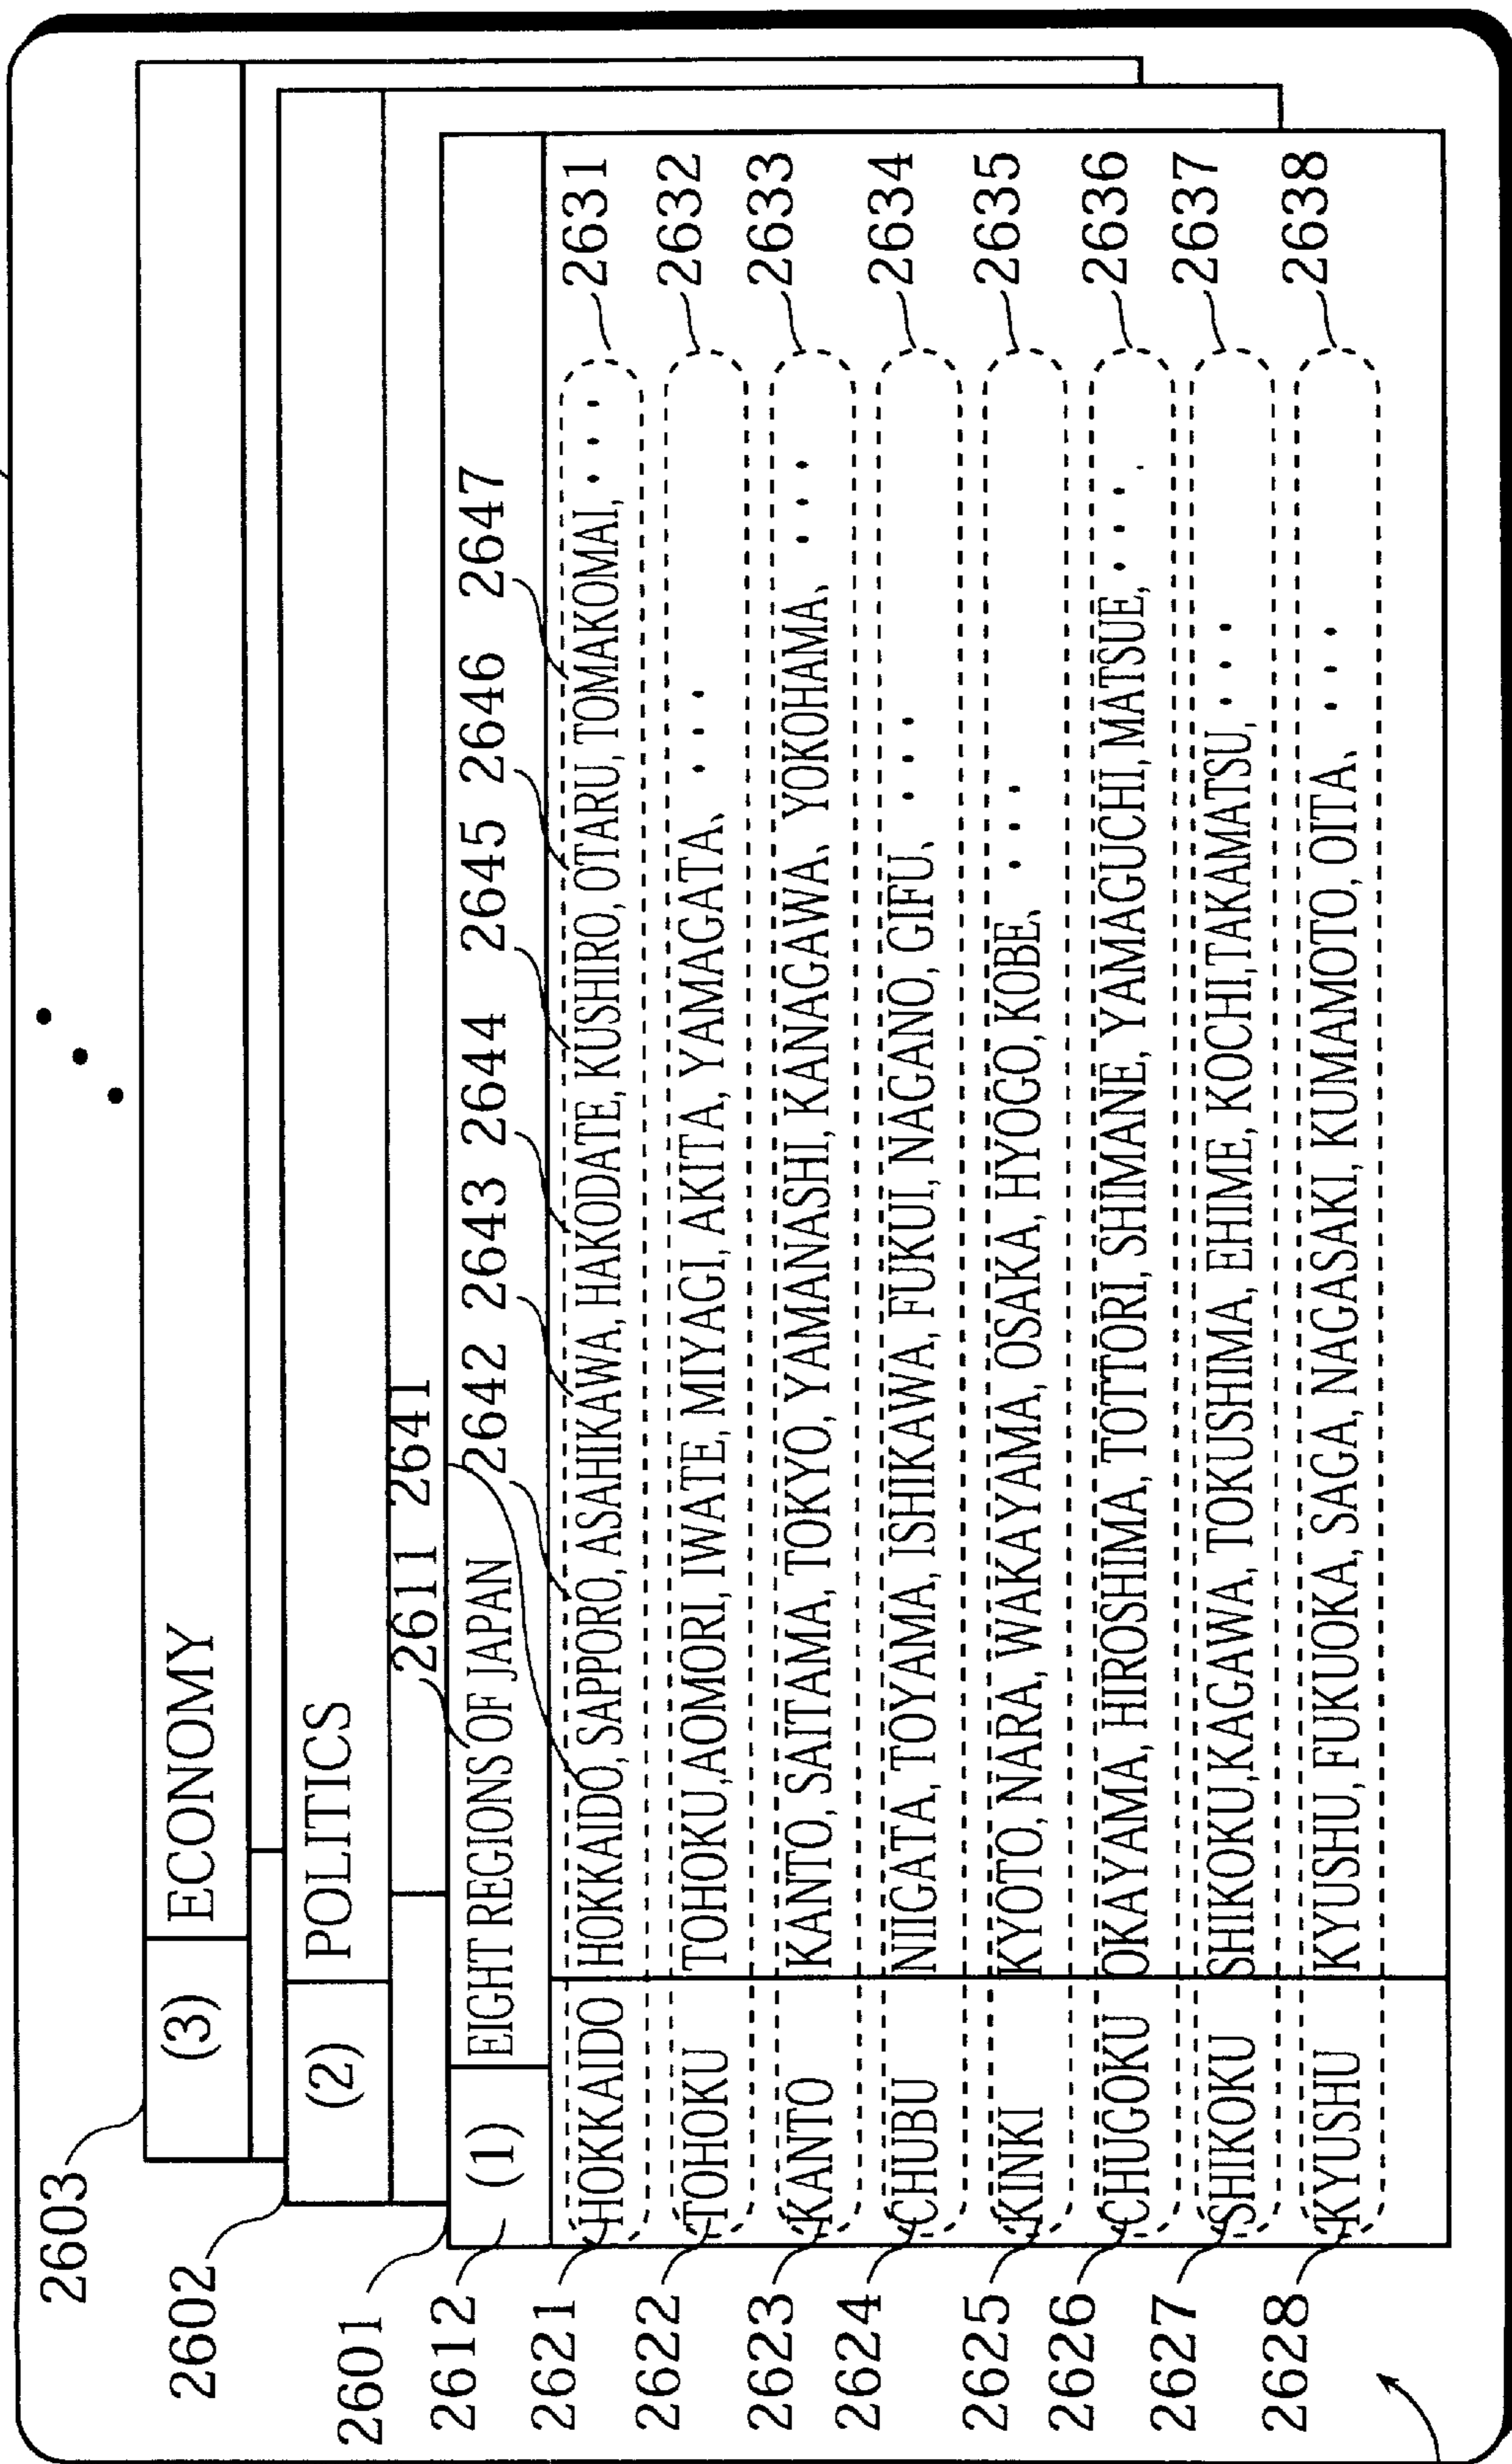 2603
(3) ECONOMY
2602
(2) POLITICS
2601
2611 2641
2612
(1) EIGHT REGIONS OF JAPAN
2642 2643 2644 2645 2646 2647
2621 HOKKAIDO HOKKAIDO, SAPPORO, ASAHIKAWA, HAKODATE, KUSHIRO, OTARU, TOMAKOMAI, ・・・ 2631
2622 TOHOKU TOHOKU,AOMORI, IWATE, MIYAGI, AKITA, YAMAGATA、 ・・・ 2632
2623 KANTO KANTO, SAITAMA, TOKYO, YAMANASHI, KANAGAWA、YOKOHAMA、 ・・・ 2633
2624 CHUBU NIIGATA, TOYAMA, ISHIKAWA, FUKUI, NAGANO, GIFU、 ・・・ 2634
2625 KINKI KYOTO, NARA, WAKAYAMA, OSAKA, HYOGO, KOBE、 ・・・ 2635
2626 CHUGOKU OKAYAMA, HIROSHIMA, TOTTORI, SHIMANE, YAMAGUCHI, MATSUE, ・・・ 2636
2627 SHIKOKU SHIKOKU,KAGAWA, TOKUSHIMA, EHIME, KOCHI,TAKAMATSU, ・・・ 2637
2628 KYUSHU KYUSHU, FUKUOKA, SAGA, NAGASAKI, KUMAMOTO, OITA、 ・・・ 2638